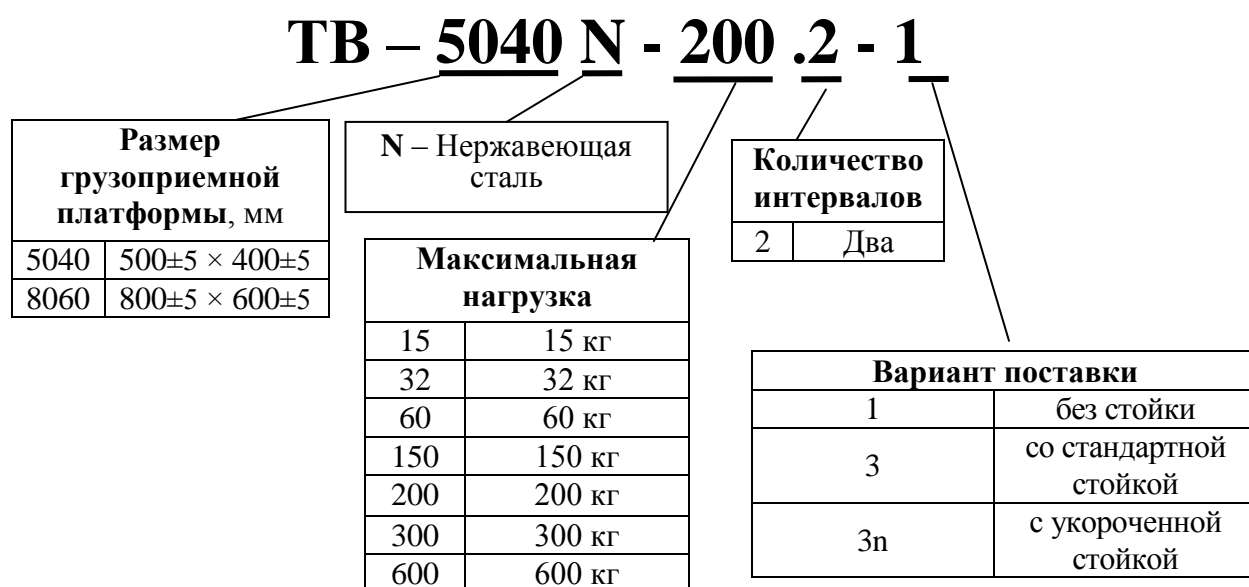 ТВ – 5040 N - 200 .2 - 1
Размер
грузоприемной
платформы, мм
5040 500±5 × 400±5
8060 800±5 × 600±5
N – Нержавеющая
сталь
Максимальная
нагрузка
15 15 кг
32 32 кг
60 60 кг
150 150 кг
200 200 кг
300 300 кг
600 600 кг
Количество
интервалов
2 Два
Вариант поставки
1 без стойки
3 со стандартной
стойкой
3n с укороченной
стойкой